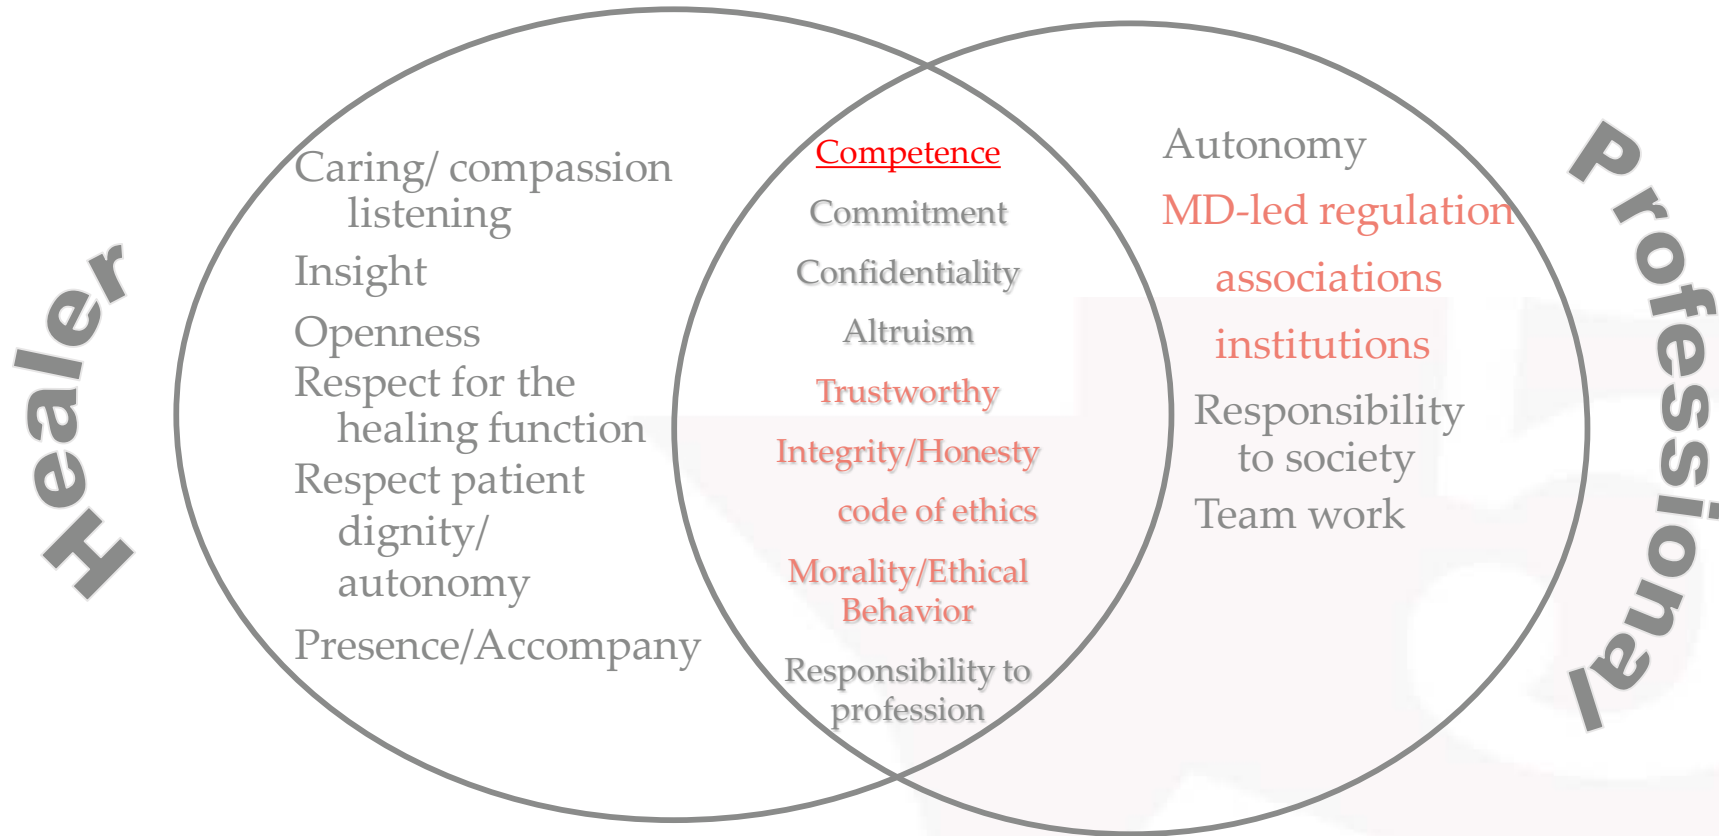 Healer
Caring/ compassion
listening
Insight
Openness
Respect for the
healing function
Respect patient
dignity/
autonomy
Presence/Accompany
Competence
Commitment
Confidentiality
Altruism
Trustworthy
Integrity/Honesty
code of ethics
Morality/Ethical
Behavior
Responsibility to
profession
Autonomy
MD-led regulation
associations
institutions
Responsibility
to society
Team work
Professional